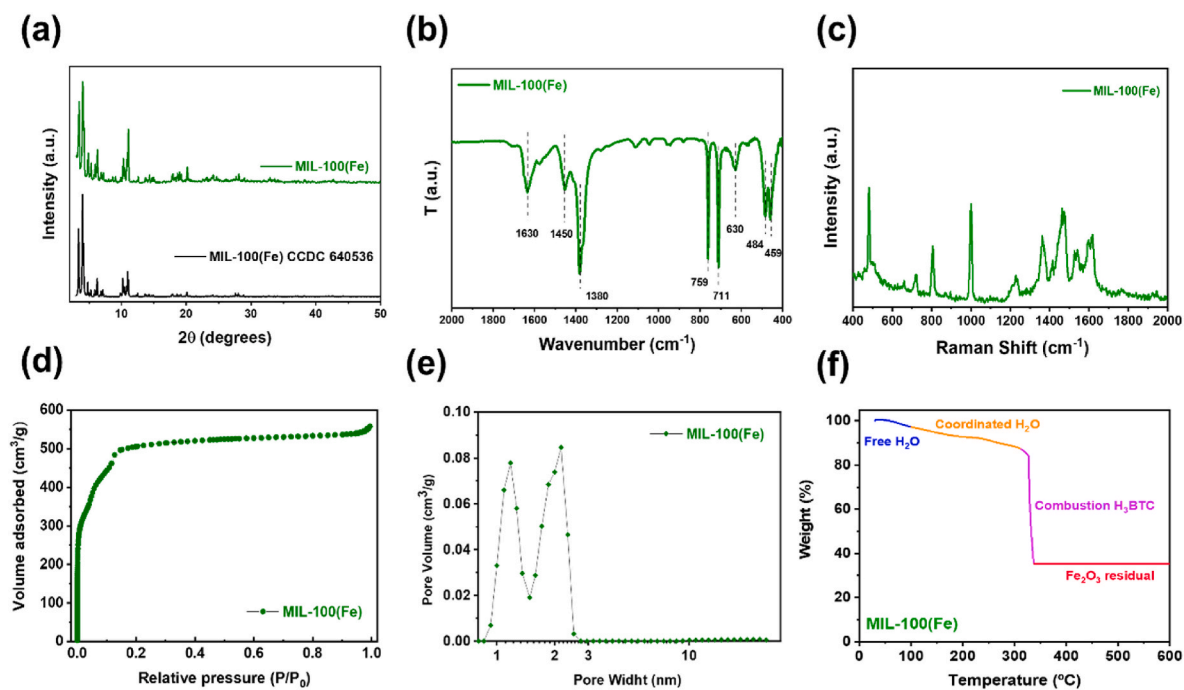 (a)
Intensity (a.u.)
MIL-100(Fe)
MIL-100(Fe) CCDC 640536
10 20 30 40 50
2θ (degrees)
(b)
T (a.u.)
MIL-100(Fe)
1630
1450
1380
759
711
630
484
459
2000 1600 1400 1200 1000 800 600 400
Wavenumber (cm⁻¹)
(c)
Intensity (a.u.)
MIL-100(Fe)
400 600 800 1000 1200 1400 1600 1800 2000
Raman Shift (cm⁻¹)
(d)
Volume adsorbed (cm³/g)
600
500
400
300
200
100
0
MIL-100(Fe)
0.0 0.2 0.4 0.6 0.8 1.0
Relative pressure (P/P₀)
(e)
Pore Volume (cm³/g)
0.10
0.08
0.06
0.04
0.02
0.00
MIL-100(Fe)
1 2 3 10
Pore Widht (nm)
(f)
Weight (%)
100
80
60
40
20
0
Free H₂O
Coordinated H₂O
Combustion H₃BTC
Fe₂O₃ residual
MIL-100(Fe)
0 100 200 300 400 500 600
Temperature (ºC)